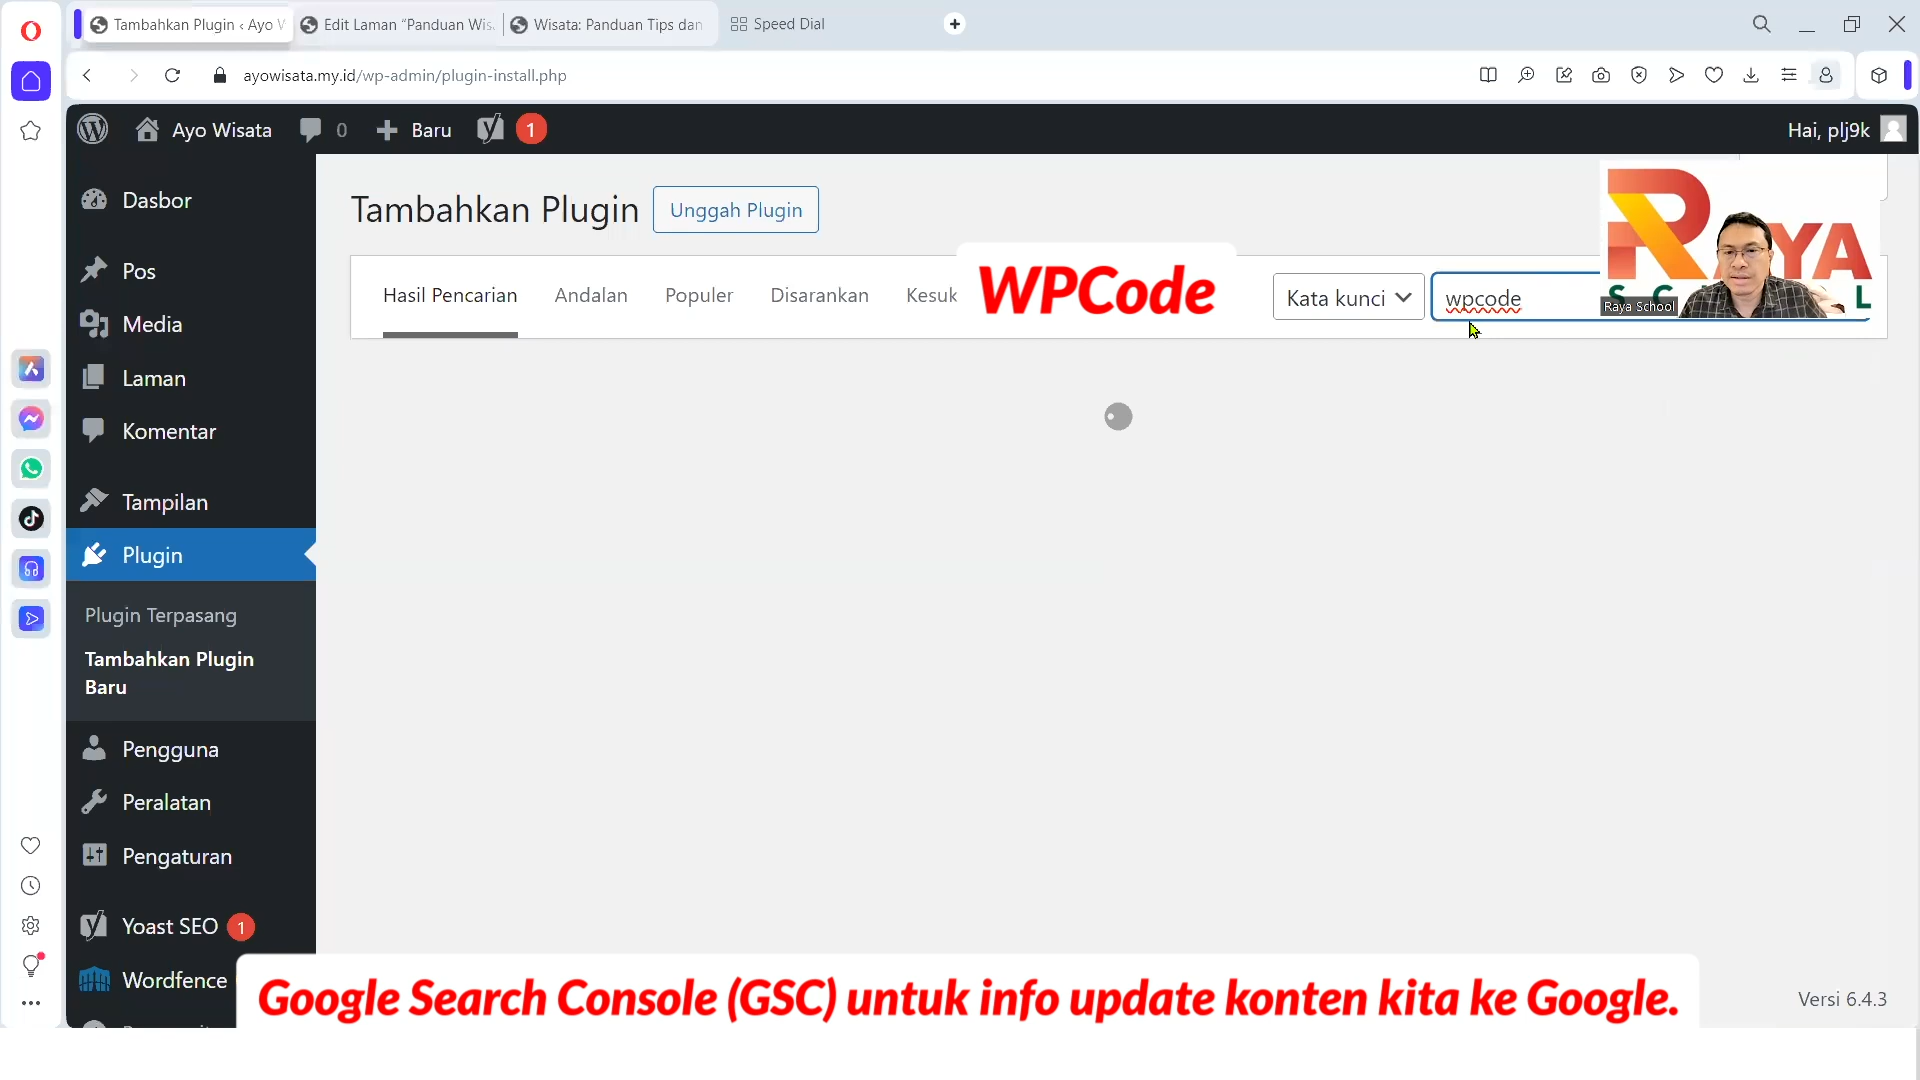 Tambahkan Plugin ‹ Ayo W
Edit Laman “Panduan Wis
Wisata: Panduan Tips dan
Speed Dial
ayowisata.my.id/wp-admin/plugin-install.php
Ayo Wisata
0
Baru
1
Hai, plj9k
Dasbor
Pos
Media
Laman
Komentar
Tampilan
Plugin
Plugin Terpasang
Tambahkan Plugin
Baru
Pengguna
Peralatan
Pengaturan
Yoast SEO 1
Wordfence
Tambahkan Plugin
Unggah Plugin
Hasil Pencarian
Andalan
Populer
Disarankan
Kesuk
WPCode
Kata kunci
wpcode
RAYA
Raya School
Google Search Console (GSC) untuk info update konten kita ke Google.
Versi 6.4.3